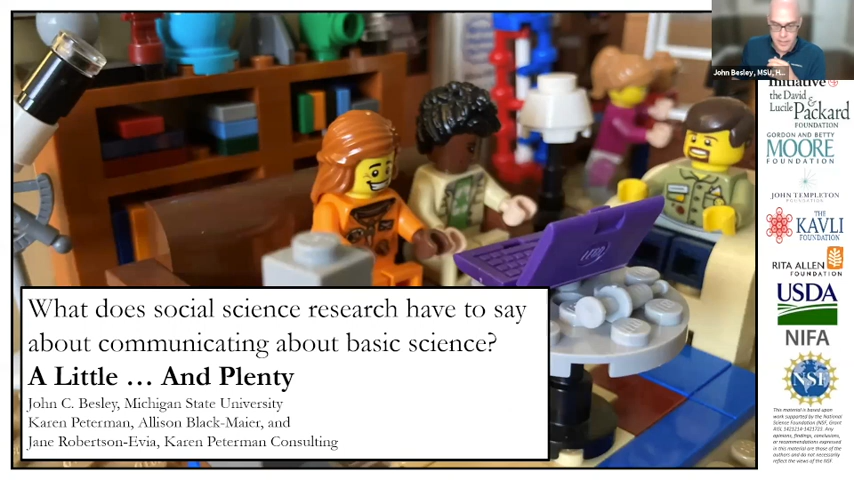 John Besley, MSU, H...
Initiative
the David
Lucile Packard
FOUNDATION
GORDON AND BETTY
MOORE
FOUNDATION
JOHN TEMPLETON
FOUNDATION
THE
KAVLI
FOUNDATION
RITA ALLEN
FOUNDATION
USDA
NIFA
NSF
This material is based upon
work supported by the National
Science Foundation (NSF, Grant
Any
opinions, findings, conclusions,
or recommendations expressed
in this material are those of the
authors and do not necessarily
reflect the views of the NSF.
What does social science research have to say
about communicating about basic science?
A Little … And Plenty
John C. Besley, Michigan State University
Karen Peterman, Allison Black-Maier, and
Jane Robertson-Evia, Karen Peterman Consulting